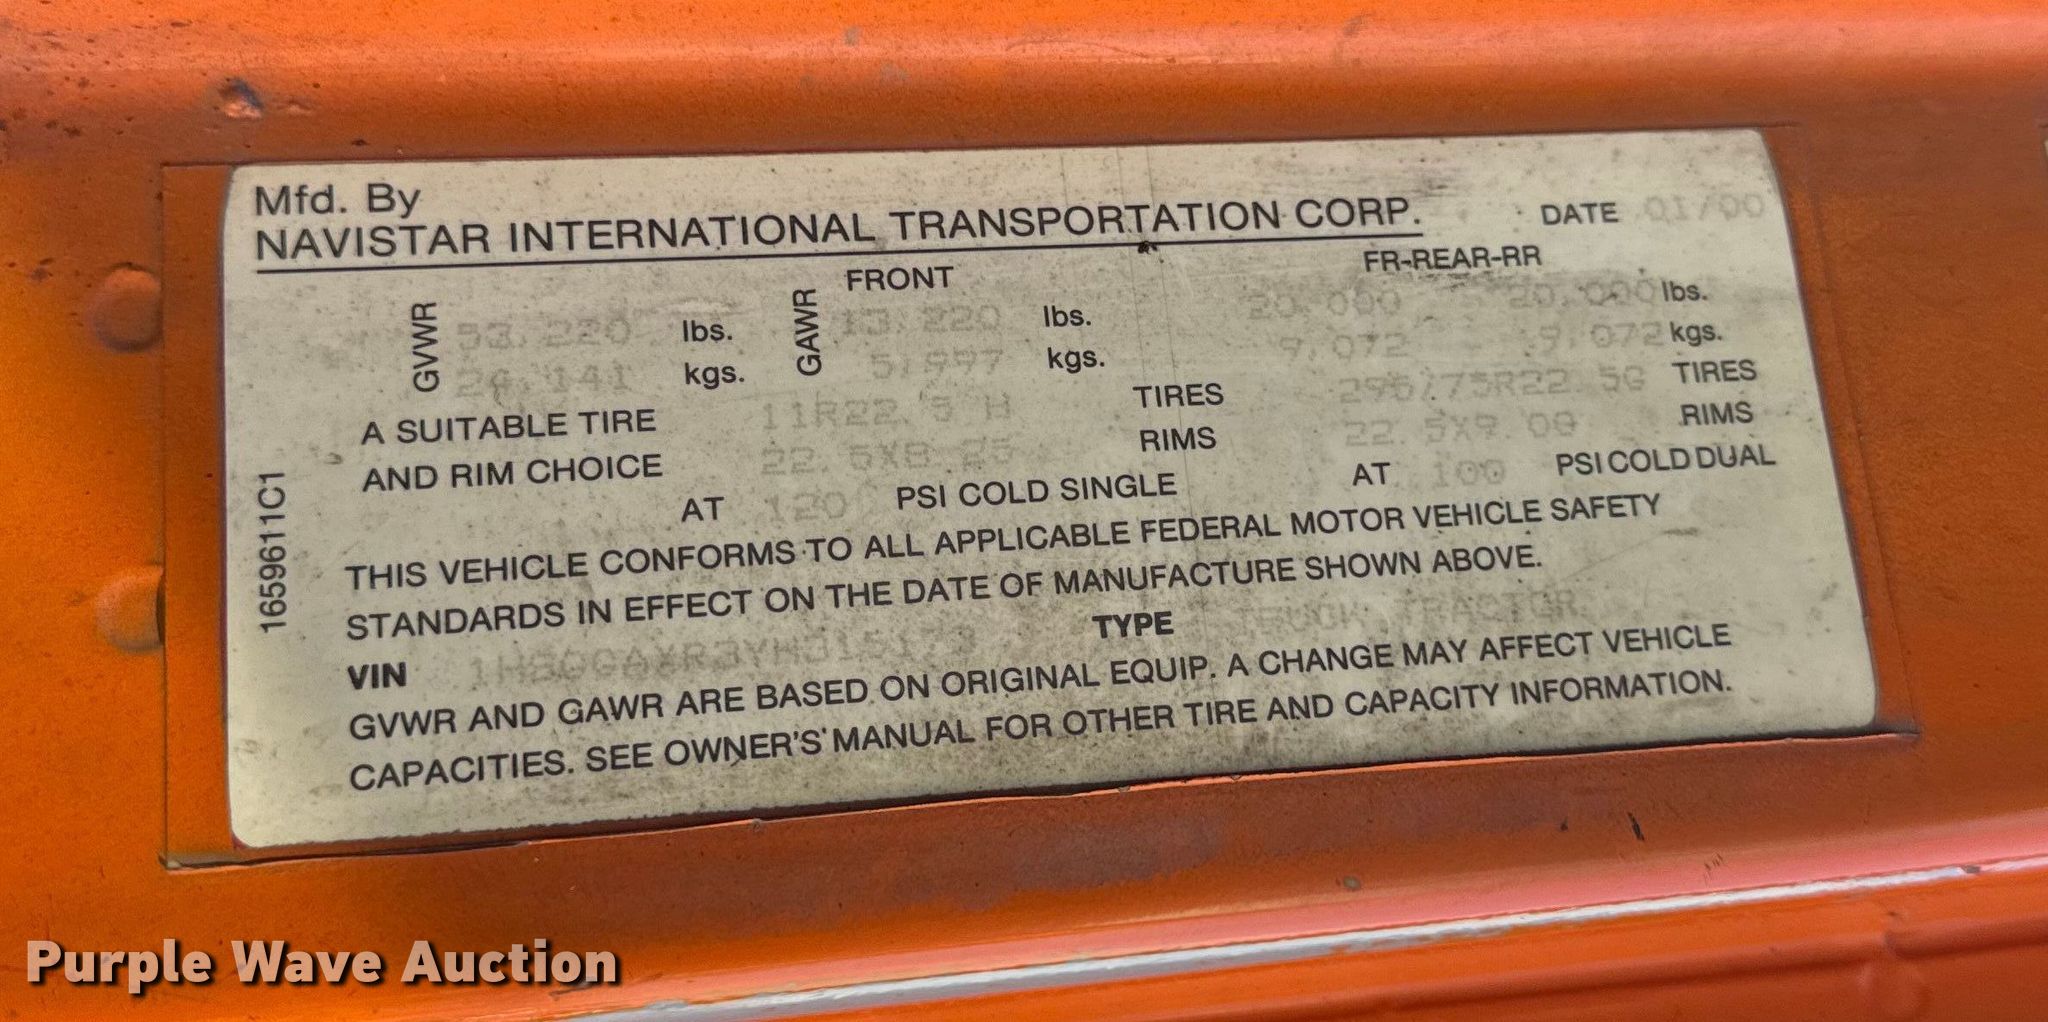 Mfd. By
NAVISTAR INTERNATIONAL TRANSPORTATION CORP. DATE 01/00
FRONT FR-REAR-RR
GVWR 53,220 lbs. GAWR 13,220 lbs. 20,000 - 20,000 lbs.
24,141 kgs. 5,997 kgs. 9,072 - 9,072 kgs.
A SUITABLE TIRE 11R22.5 H TIRES 295/75R22.5G TIRES
AND RIM CHOICE 22.5X8.25 RIMS 22.5X9.00 RIMS
AT 120 PSI COLD SINGLE AT 100 PSI COLD DUAL
THIS VEHICLE CONFORMS TO ALL APPLICABLE FEDERAL MOTOR VEHICLE SAFETY
STANDARDS IN EFFECT ON THE DATE OF MANUFACTURE SHOWN ABOVE.
VIN TYPE TRUCK TRACTOR
GVWR AND GAWR ARE BASED ON ORIGINAL EQUIP. A CHANGE MAY AFFECT VEHICLE
CAPACITIES. SEE OWNER'S MANUAL FOR OTHER TIRE AND CAPACITY INFORMATION.
1659611C1
Purple Wave Auction